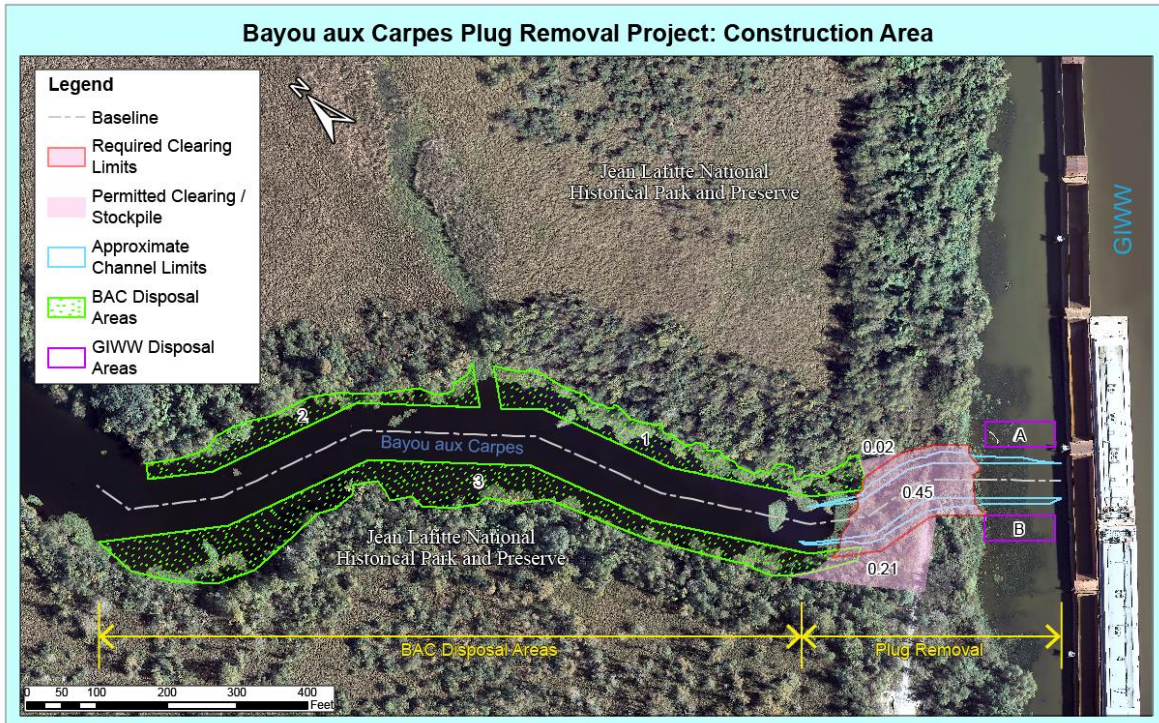 Bayou aux Carpes Plug Removal Project: Construction Area
Legend
Baseline
Required Clearing
Limits
Permitted Clearing /
Stockpile
Approximate
Channel Limits
BAC Disposal
Areas
GIWW Disposal
Areas
N
Jean Lafitte National
Historical Park and Preserve
GIWW
2
1
Bayou aux Carpes
3
0.02
A
0.45
B
Jean Lafitte National
Historical Park and Preserve
0.21
BAC Disposal Areas
Plug Removal
0 50 100 200 300 400
Feet